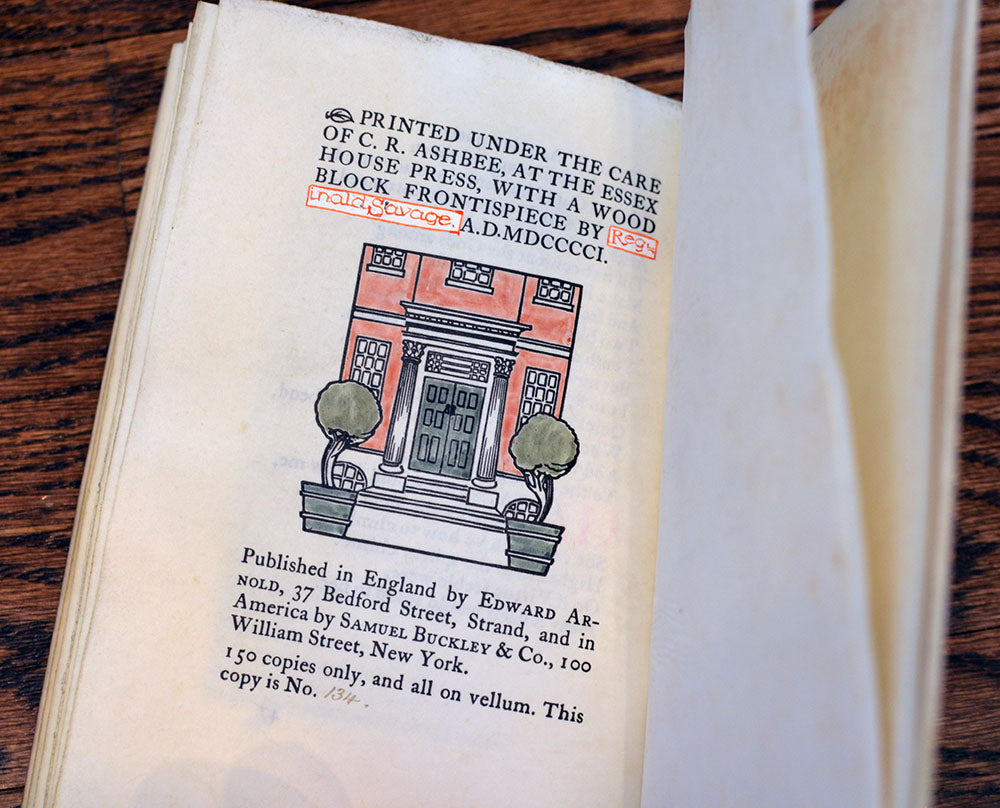 PRINTED UNDER THE CARE
OF C. R. ASHBEE, AT THE ESSEX
HOUSE PRESS, WITH A WOOD
BLOCK FRONTISPIECE BY Reg-
inald Savage. A.D.MDCCCCI.
Published in England by EDWARD AR-
NOLD, 37 Bedford Street, Strand, and in
America by SAMUEL BUCKLEY & Co., 100
William Street, New York.
150 copies only, and all on vellum. This
copy is No. 134.